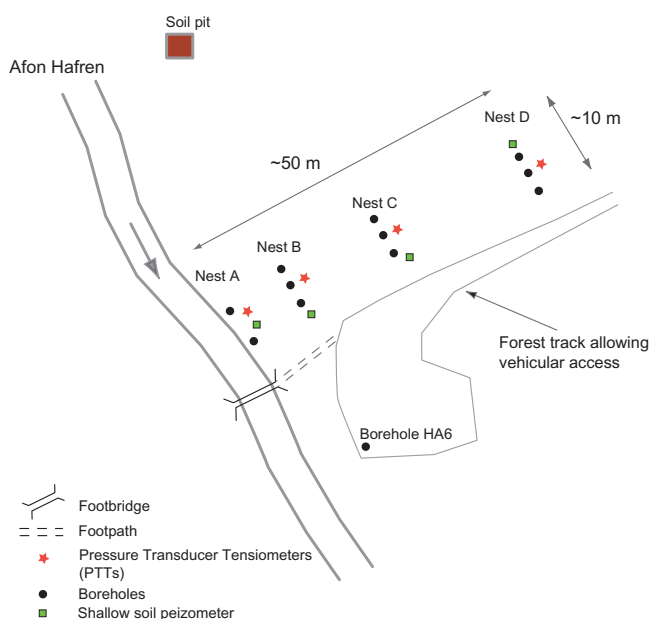 Soil pit
Afon Hafren
Nest D
~10 m
~50 m
Nest C
Nest B
Nest A
Forest track allowing
vehicular access
Borehole HA6
Footbridge
Footpath
Pressure Transducer Tensiometers
(PTTs)
Boreholes
Shallow soil peizometer